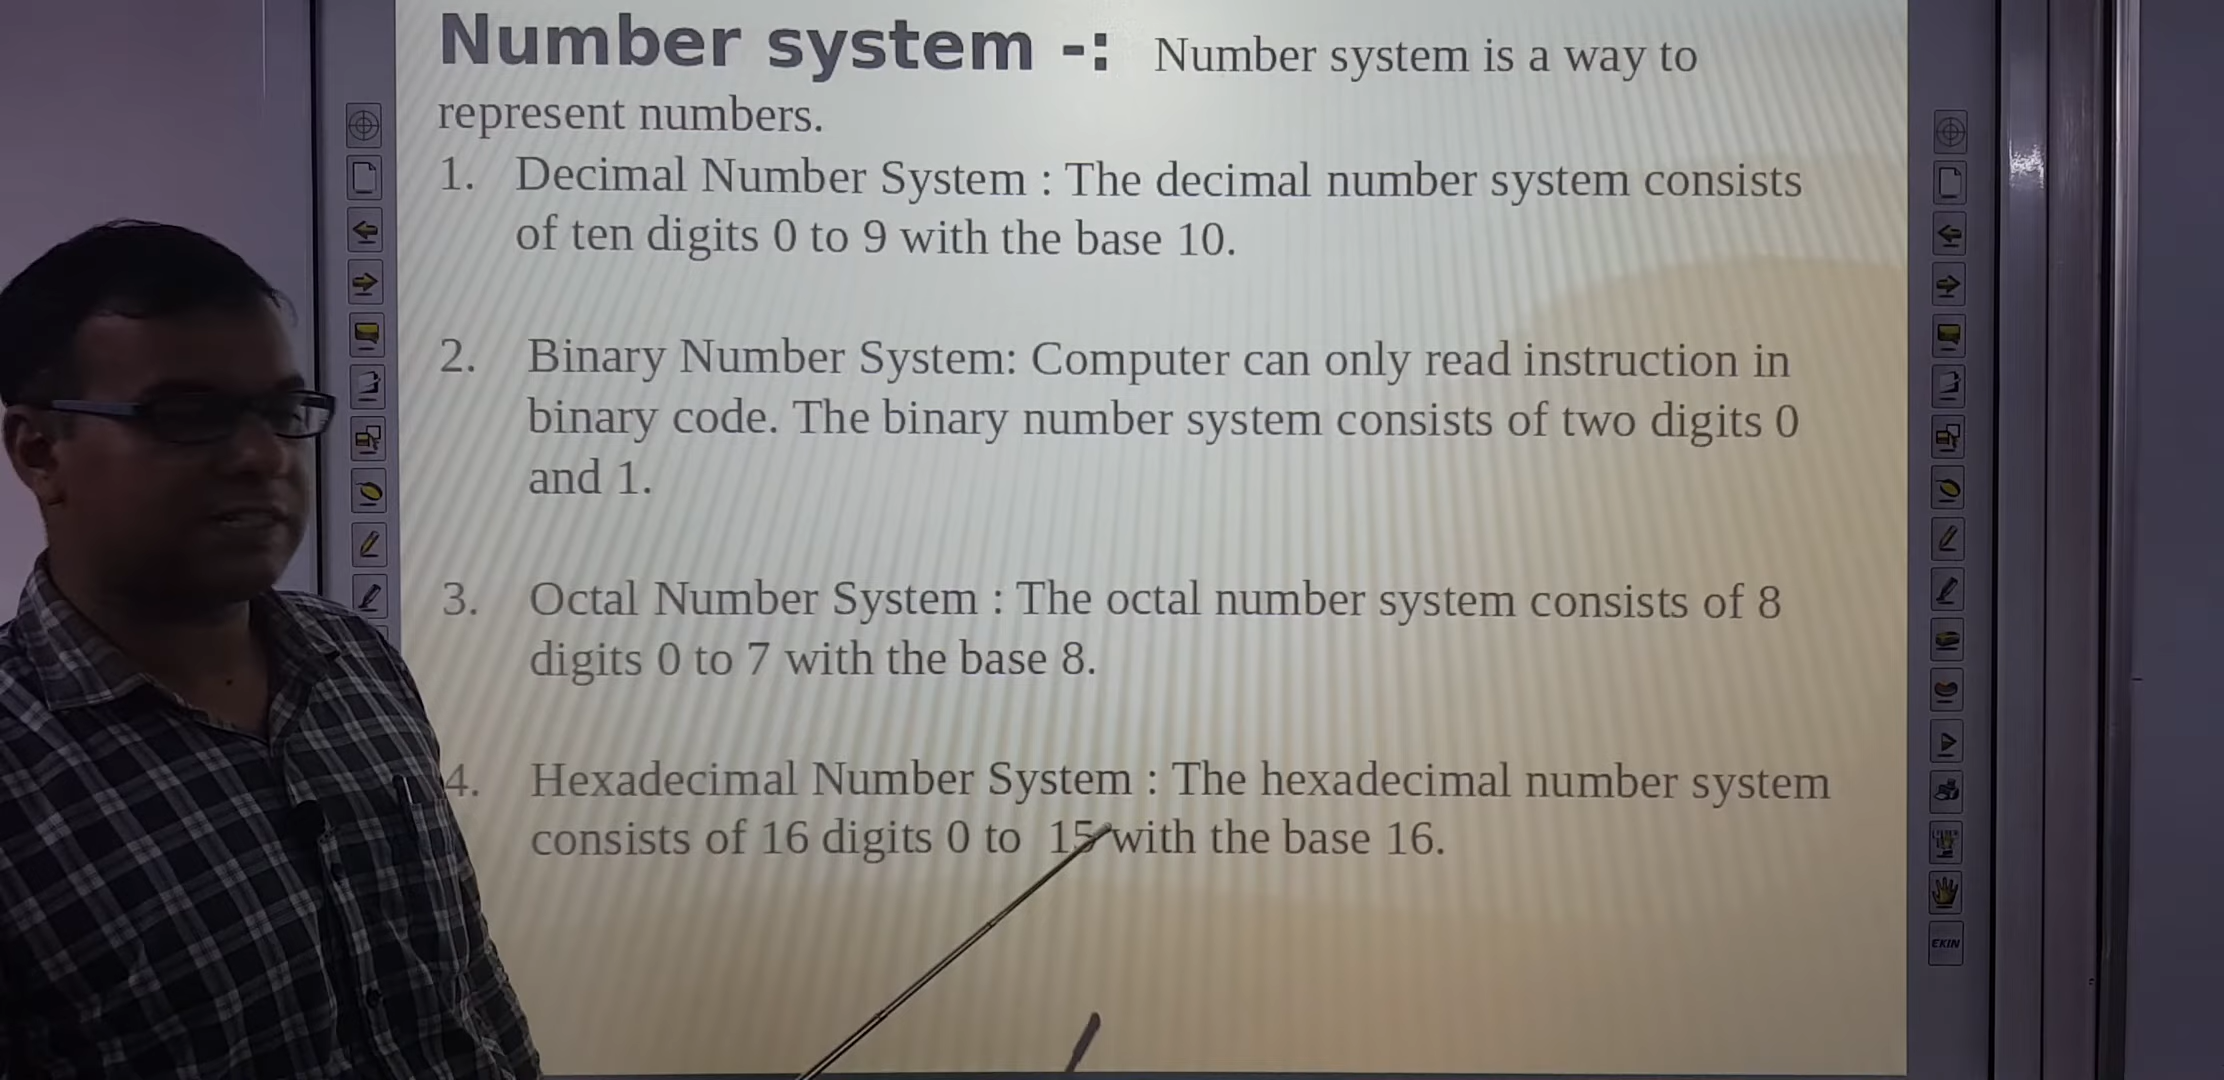 Number system -: Number system is a way to
represent numbers.
1. Decimal Number System : The decimal number system consists
of ten digits 0 to 9 with the base 10.
2. Binary Number System: Computer can only read instruction in
binary code. The binary number system consists of two digits 0
and 1.
3. Octal Number System : The octal number system consists of 8
digits 0 to 7 with the base 8.
4. Hexadecimal Number System : The hexadecimal number system
consists of 16 digits 0 to 15 with the base 16.
EKIN